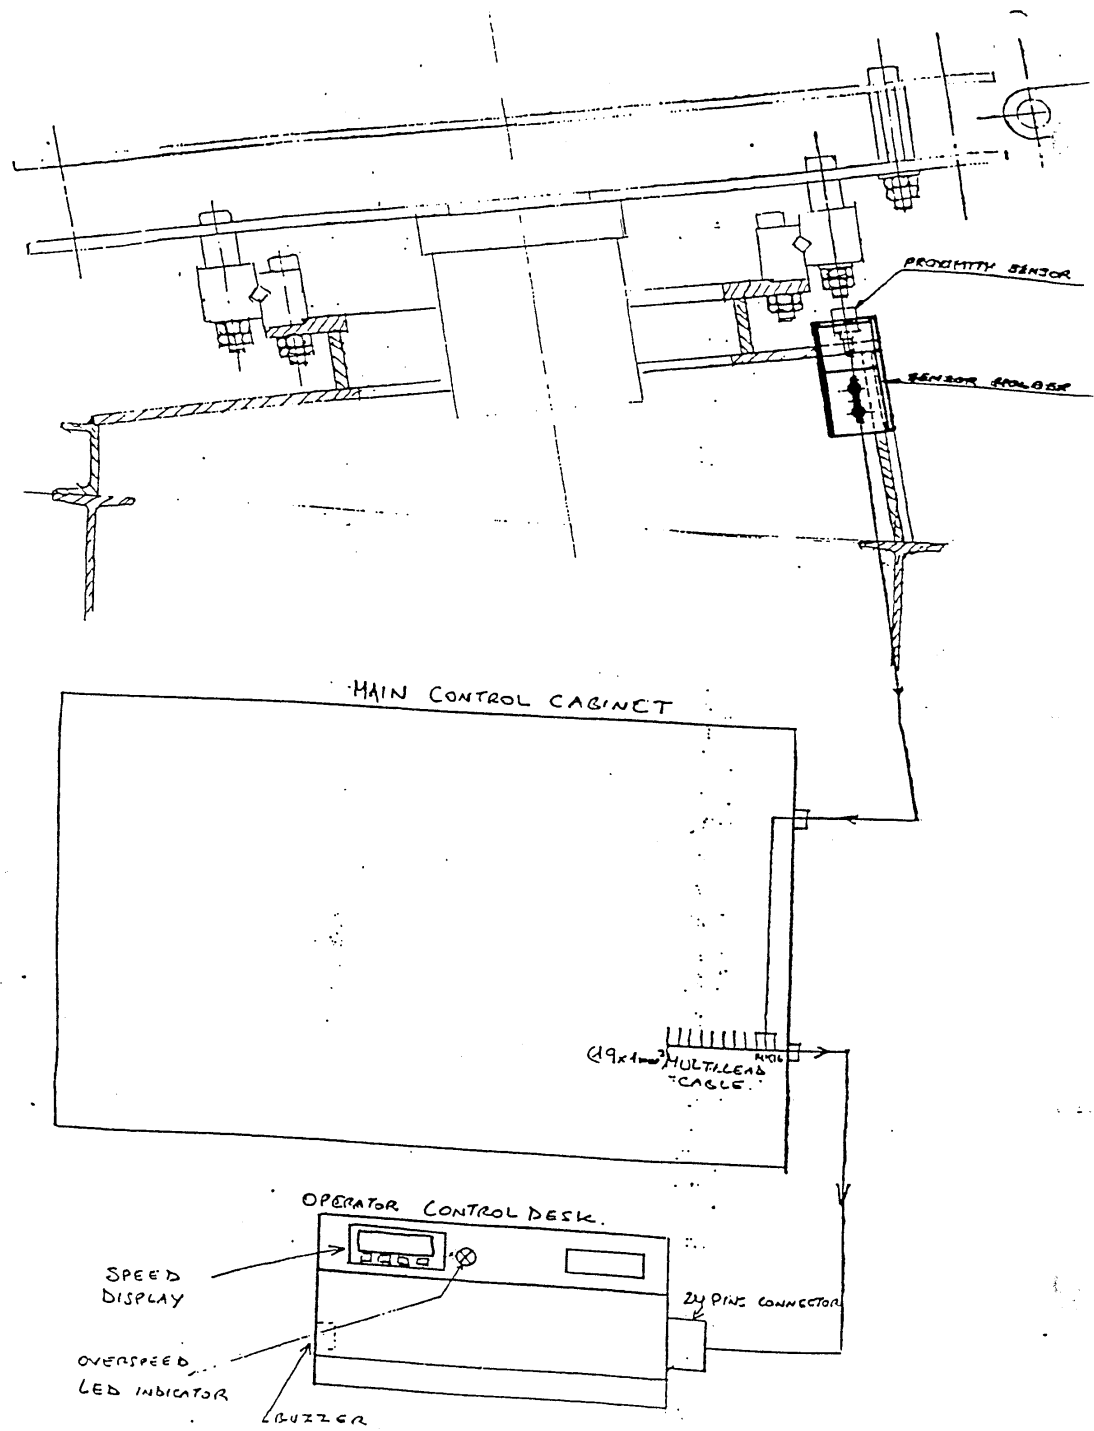 PROXIMITY SENSOR
SENSOR HOLDER
MAIN CONTROL CABINET
(19x1mm²) MULTILEAD
CABLE.
OPERATOR CONTROL DESK.
SPEED
DISPLAY
24 PINS CONNECTOR
OVERSPEED
LED INDICATOR
BUZZER